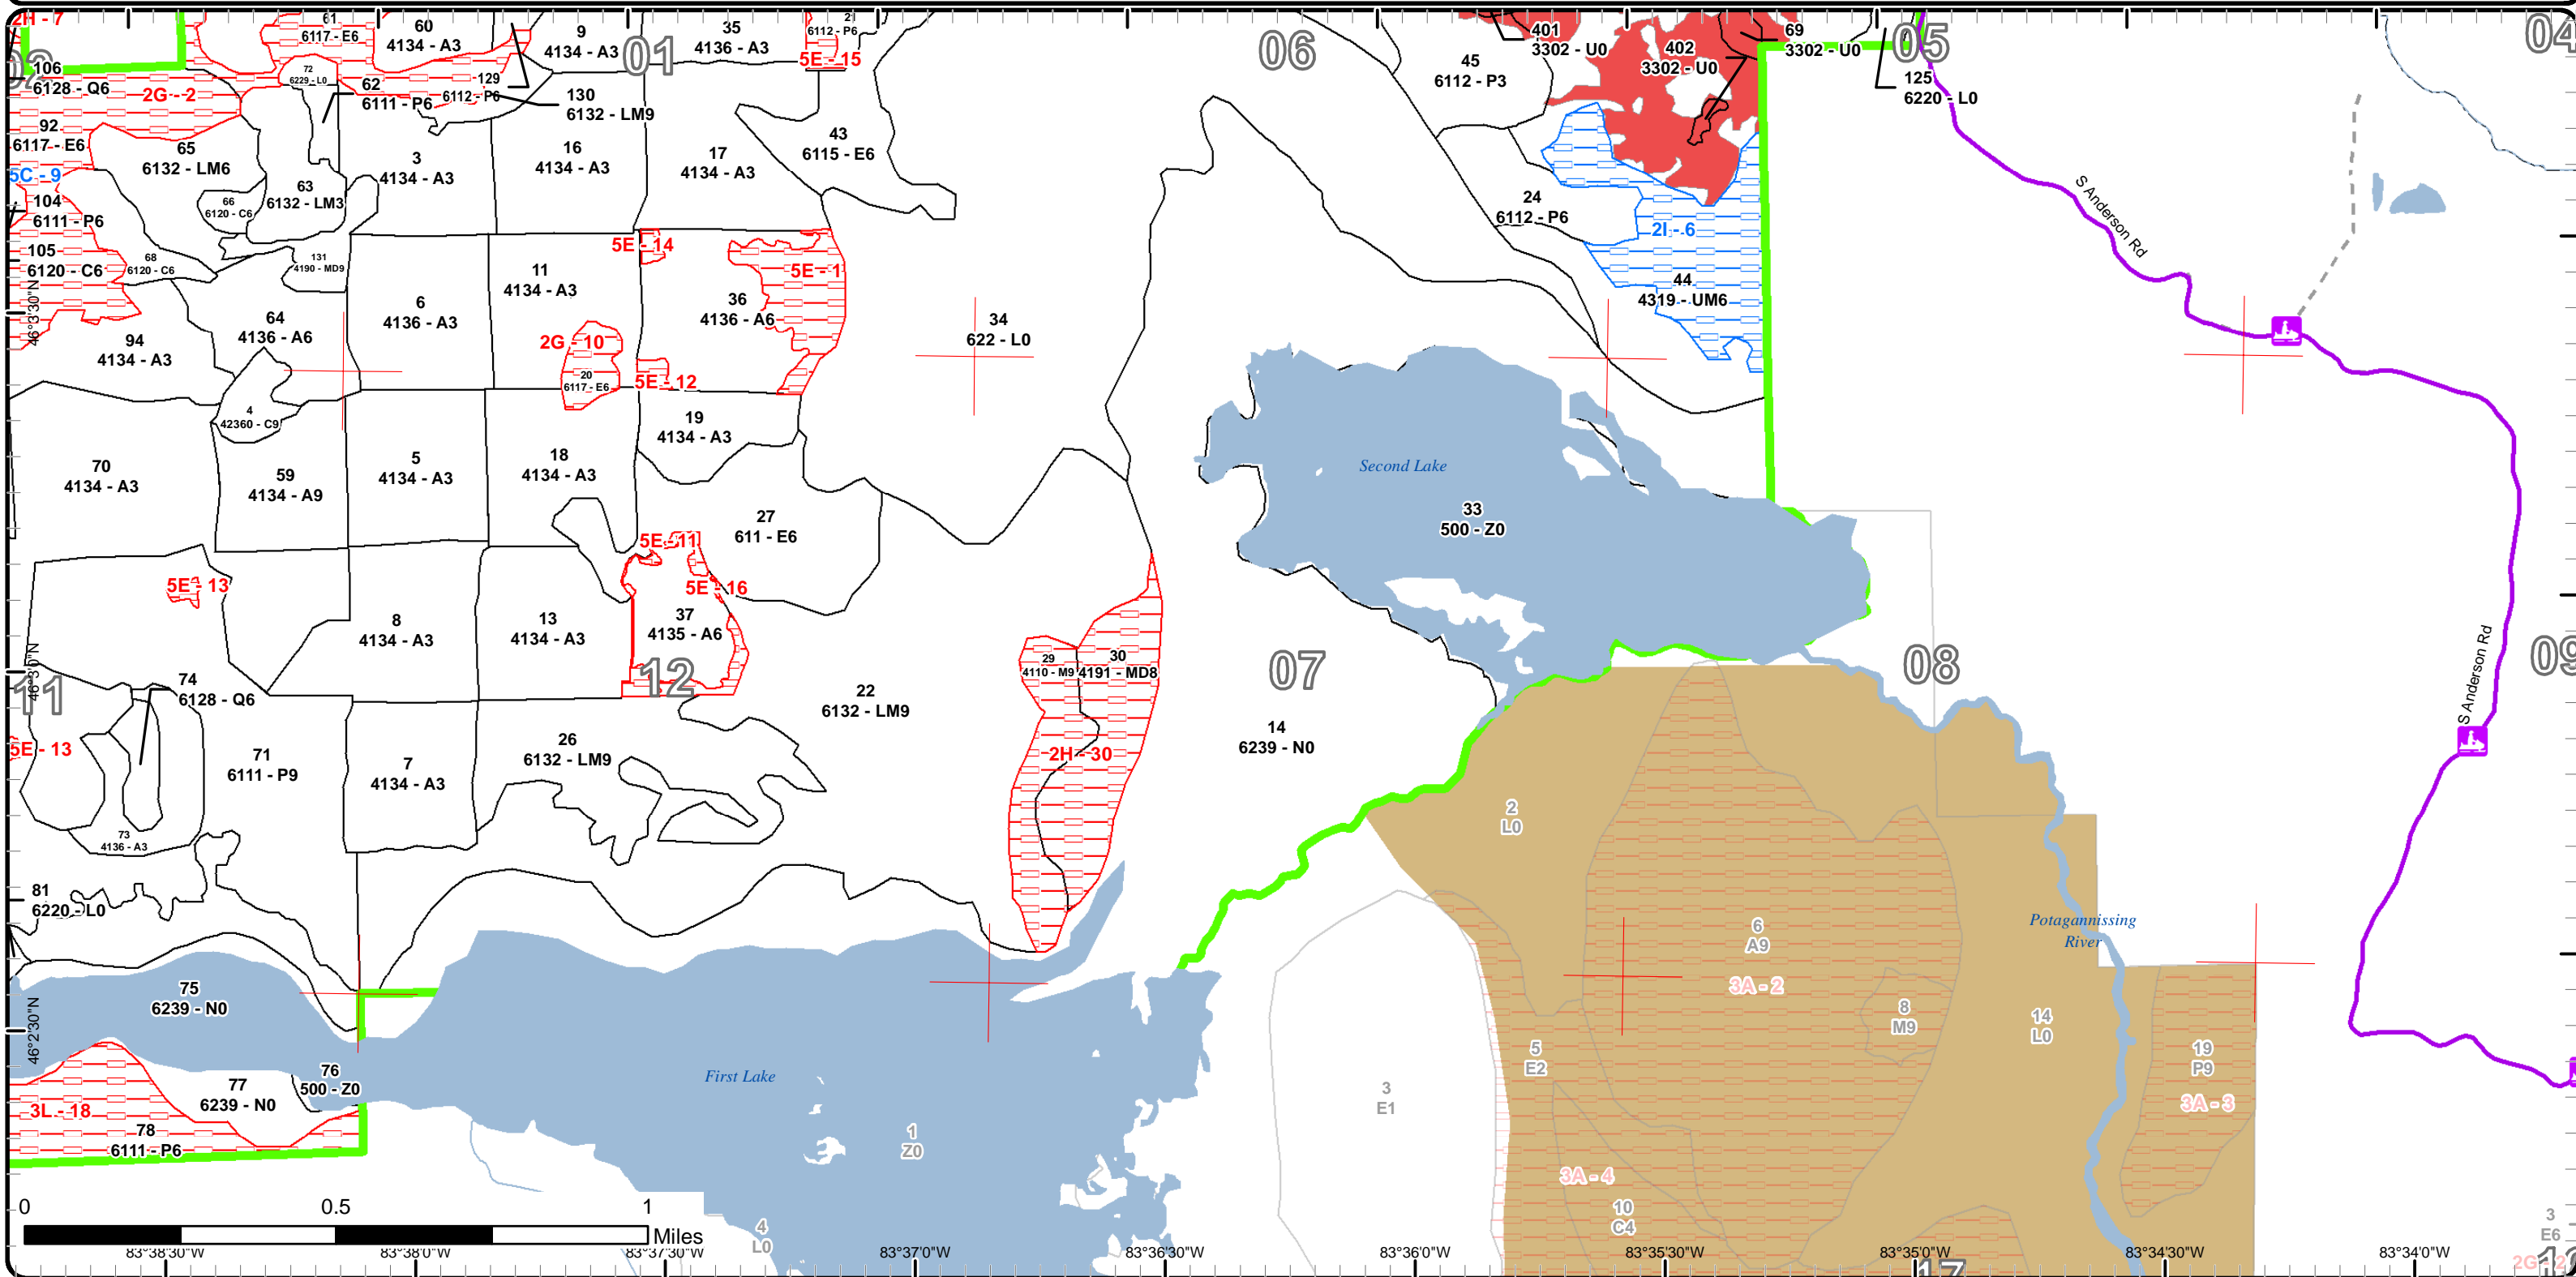 2H - 7
61
6117 - E6
60
4134 - A3
9
4134 - A3
01
35
4136 - A3
2
6112 - P6
5E - 15
06
45
6112 - P3
401
3302 - U0
402
3302 - U0
69
3302 - U0
05
04
125
6220 - L0
02
106
6128 - Q6
2G - 2
72
6229 - L0
62
6111 - P6
129
6112 - P6
130
6132 - LM9
92
6117 - E6
65
6132 - LM6
5C - 9
104
6111 - P6
66
6120 - C6
63
6132 - LM3
3
4134 - A3
16
4134 - A3
17
4134 - A3
43
6115 - E6
24
6112 - P6
2I - 6
S Anderson Rd
105
6120 - C6
68
6120 - C6
131
4190 - MD9
5E - 14
5E - 1
44
4319 - UM6
46°3'30"N
94
4134 - A3
64
4136 - A6
6
4136 - A3
11
4134 - A3
2G - 10
20
6117 - E6
36
4136 - A6
5E - 12
34
622 - L0
4
42360 - C9
19
4134 - A3
70
4134 - A3
59
4134 - A9
5
4134 - A3
18
4134 - A3
27
611 - E6
Second Lake
33
500 - Z0
5E - 11
5E - 13
5E - 16
8
4134 - A3
13
4134 - A3
37
4135 - A6
12
29
4110 - M9
30
4191 - MD8
07
08
09
S Anderson Rd
46°3'0"N
11
74
6128 - Q6
22
6132 - LM9
14
6239 - N0
5E - 13
71
6111 - P9
7
4134 - A3
26
6132 - LM9
2H - 30
73
4136 - A3
2
L0
81
6220 - L0
6
A9
3A - 2
Potagannissing
River
75
6239 - N0
8
M9
14
L0
46°2'30"N
76
500 - Z0
77
6239 - N0
3L - 18
78
6111 - P6
First Lake
1
Z0
3
E1
5
E2
19
P9
3A - 3
3A - 4
10
C4
4
L0
3
E6
0 0.5 1
Miles
83°38'30"W 83°38'0"W 83°37'30"W 83°37'0"W 83°36'30"W 83°36'0"W 83°35'30"W 83°35'0"W 83°34'30"W 83°34'0"W
17